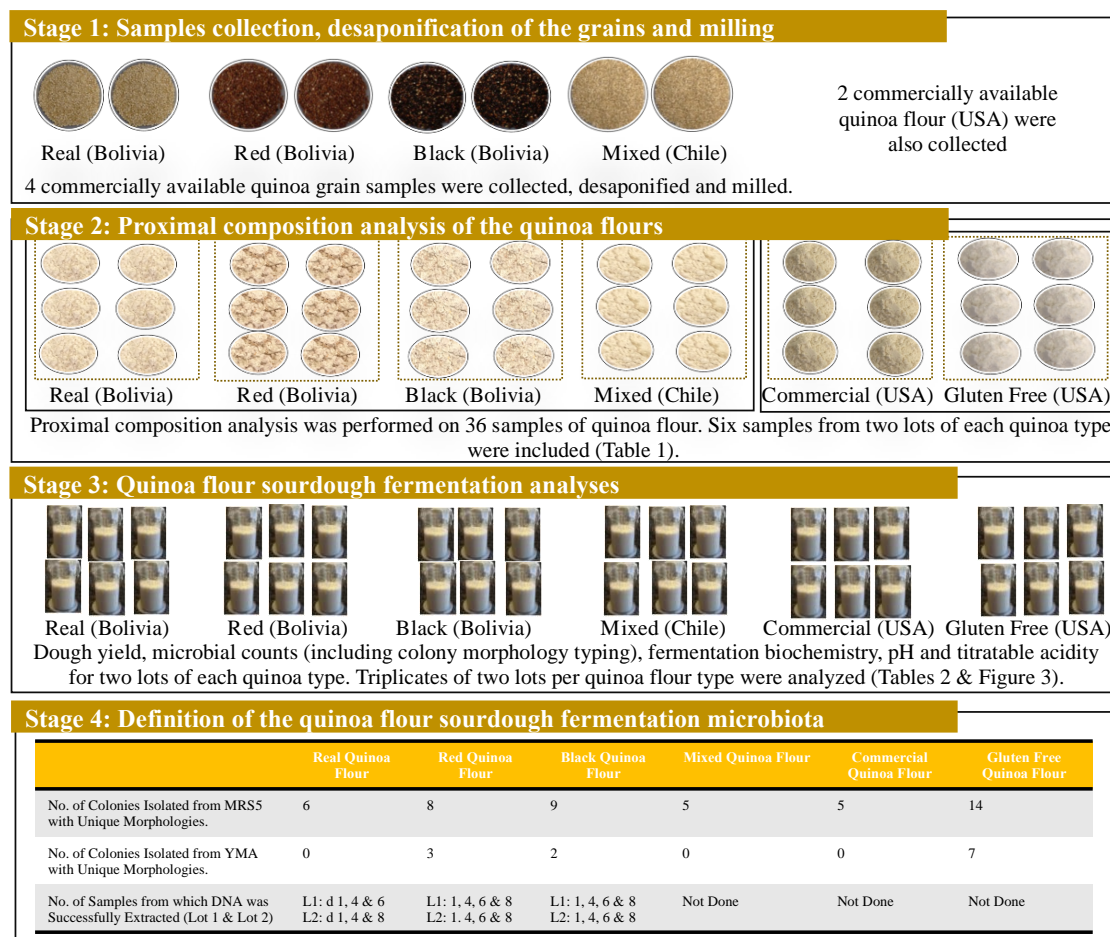 Stage 1: Samples collection, desaponification of the grains and milling
2 commercially available
quinoa flour (USA) were
also collected
Real (Bolivia) Red (Bolivia) Black (Bolivia) Mixed (Chile)
4 commercially available quinoa grain samples were collected, desaponified and milled.
Stage 2: Proximal composition analysis of the quinoa flours
Real (Bolivia) Red (Bolivia) Black (Bolivia) Mixed (Chile) Commercial (USA) Gluten Free (USA)
Proximal composition analysis was performed on 36 samples of quinoa flour. Six samples from two lots of each quinoa type
were included (Table 1).
Stage 3: Quinoa flour sourdough fermentation analyses
Real (Bolivia) Red (Bolivia) Black (Bolivia) Mixed (Chile) Commercial (USA) Gluten Free (USA)
Dough yield, microbial counts (including colony morphology typing), fermentation biochemistry, pH and titratable acidity
for two lots of each quinoa type. Triplicates of two lots per quinoa flour type were analyzed (Tables 2 & Figure 3).
Stage 4: Definition of the quinoa flour sourdough fermentation microbiota
Real Quinoa Red Quinoa Black Quinoa Mixed Quinoa Flour Commercial Gluten Free
Flour Flour Flour Quinoa Flour Quinoa Flour
No. of Colonies Isolated from MRS5 6 8 9 5 5 14
with Unique Morphologies.
No. of Colonies Isolated from YMA 0 3 2 0 0 7
with Unique Morphologies.
No. of Samples from which DNA was L1: d 1, 4 & 6 L1: 1, 4, 6 & 8 L1: 1, 4, 6 & 8 Not Done Not Done Not Done
Successfully Extracted (Lot 1 & Lot 2) L2: d 1, 4 & 8 L2: 1. 4, 6 & 8 L2: 1, 4, 6 & 8